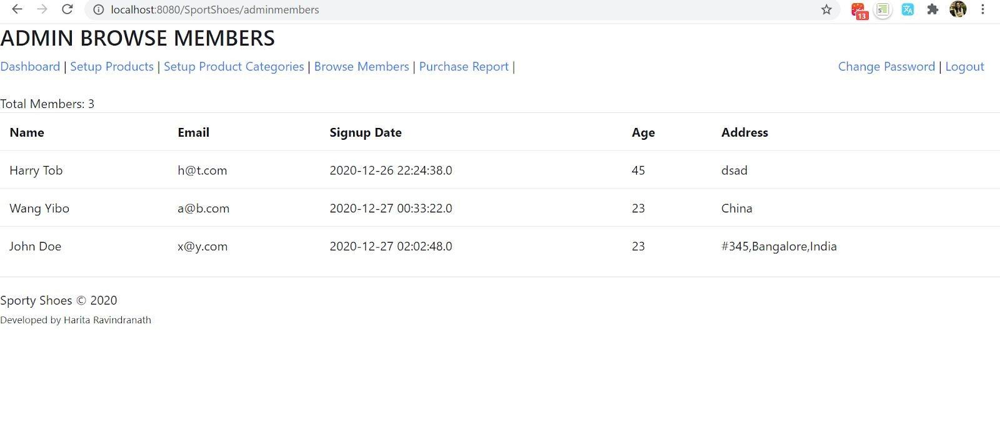 localhost:8080/SportShoes/adminmembers
13
ADMIN BROWSE MEMBERS
Dashboard | Setup Products | Setup Product Categories | Browse Members | Purchase Report | Change Password | Logout
Total Members: 3
Name Email Signup Date Age Address
Harry Tob h@t.com 2020-12-26 22:24:38.0 45 dsad
Wang Yibo a@b.com 2020-12-27 00:33:22.0 23 China
John Doe x@y.com 2020-12-27 02:02:48.0 23 #345,Bangalore,India
Sporty Shoes © 2020
Developed by Harita Ravindranath